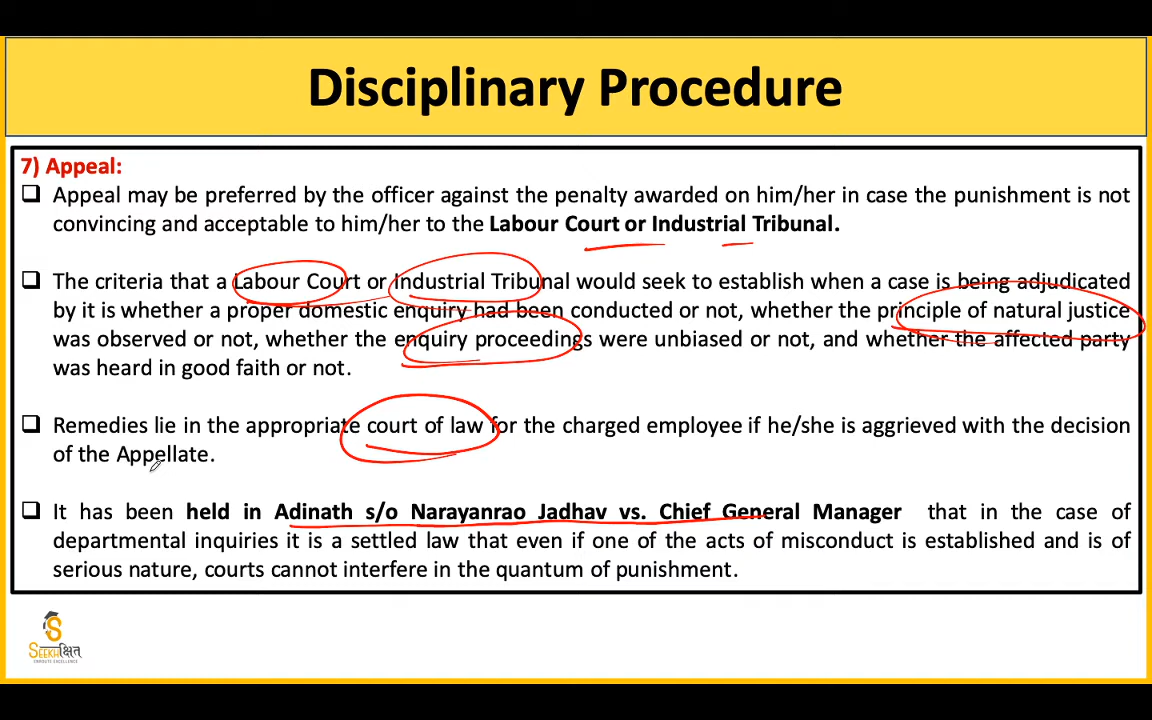 Disciplinary Procedure
7) Appeal:
❑ Appeal may be preferred by the officer against the penalty awarded on him/her in case the punishment is not
convincing and acceptable to him/her to the Labour Court or Industrial Tribunal.
❑ The criteria that a Labour Court or Industrial Tribunal would seek to establish when a case is being adjudicated
by it is whether a proper domestic enquiry had been conducted or not, whether the principle of natural justice
was observed or not, whether the enquiry proceedings were unbiased or not, and whether the affected party
was heard in good faith or not.
❑ Remedies lie in the appropriate court of law for the charged employee if he/she is aggrieved with the decision
of the Appellate.
❑ It has been held in Adinath s/o Narayanrao Jadhav vs. Chief General Manager that in the case of
departmental inquiries it is a settled law that even if one of the acts of misconduct is established and is of
serious nature, courts cannot interfere in the quantum of punishment.
S
SEEKHक्षित